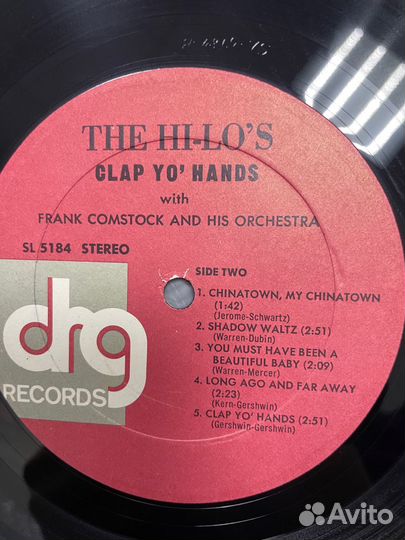 THE HI-LO'S
CLAP YO' HANDS
with
FRANK COMSTOCK AND HIS ORCHESTRA
SL 5184 STEREO
SIDE TWO
1. CHINATOWN, MY CHINATOWN
(1:42)
(Jerome-Schwartz)
2. SHADOW WALTZ (2:51)
(Warren-Dubin)
3. YOU MUST HAVE BEEN A
BEAUTIFUL BABY (2:09)
(Warren-Mercer)
4. LONG AGO AND FAR AWAY
(2:23)
(Kern-Gershwin)
5. CLAP YO' HANDS (2:51)
(Gershwin-Gershwin)
drg
RECORDS
Avito